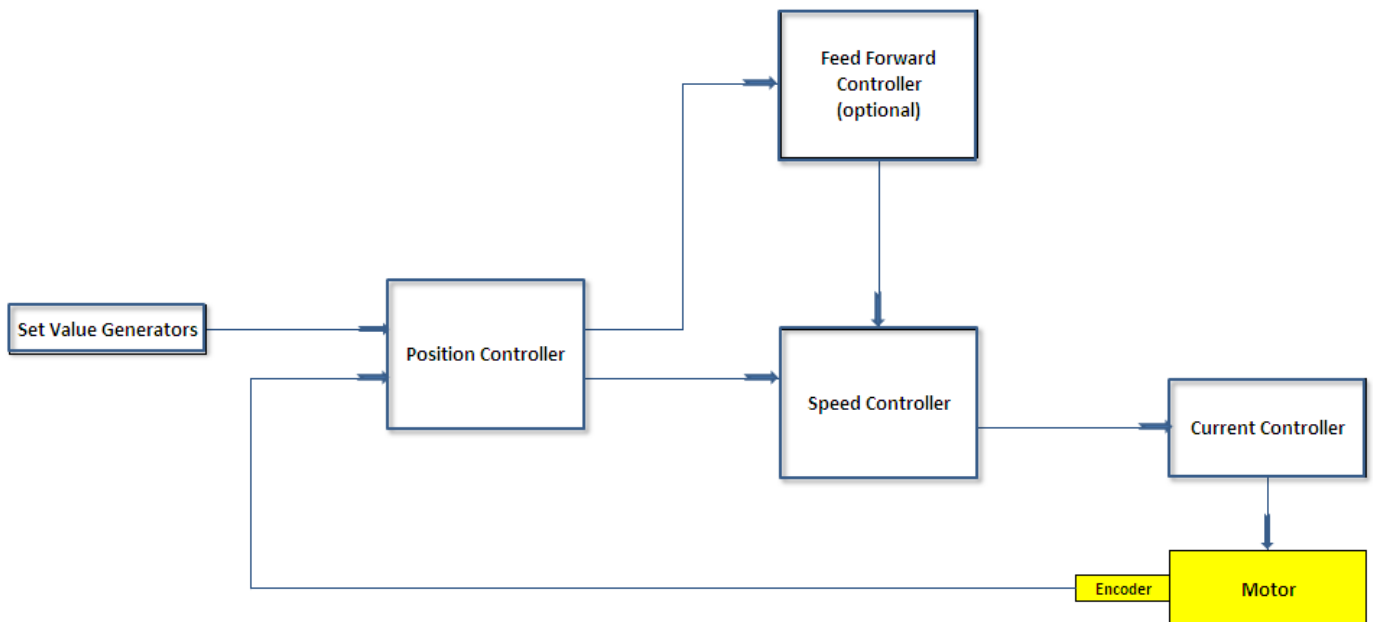 Feed Forward
Controller
(optional)
Set Value Generators
Position Controller
Speed Controller
Current Controller
Encoder
Motor